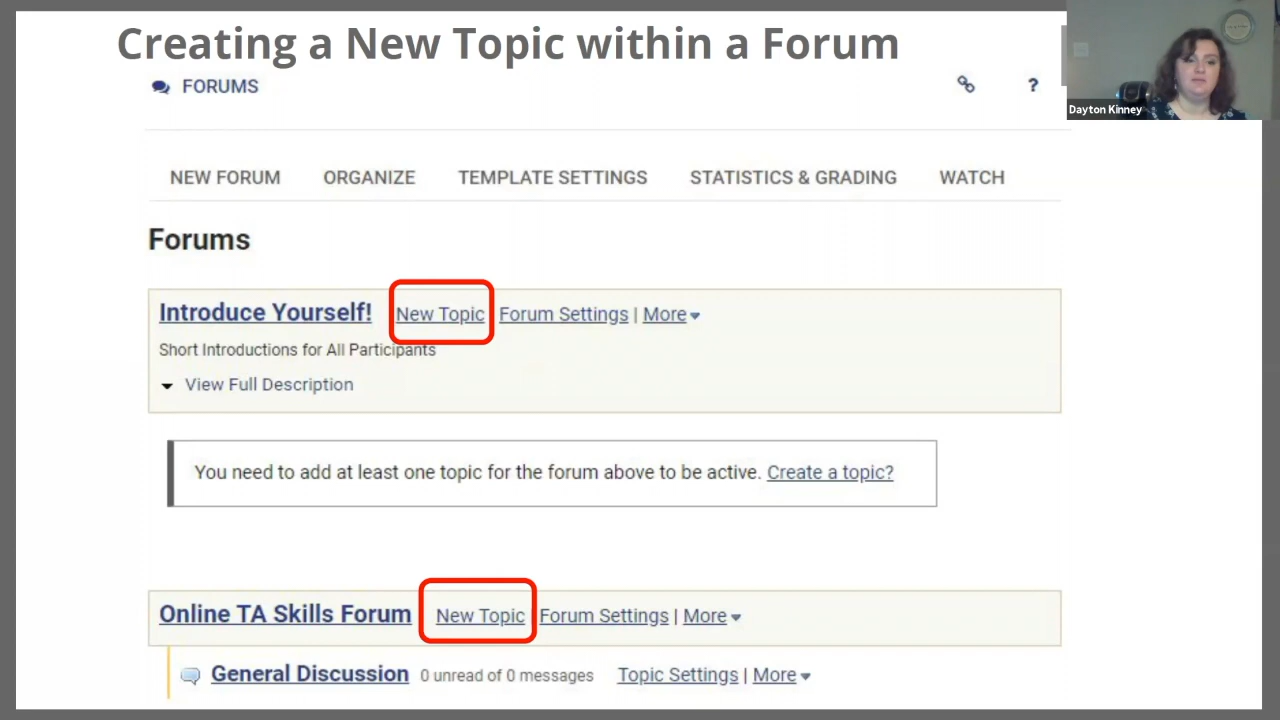 Creating a New Topic within a Forum
FORUMS
?
Dayton Kinney
NEW FORUM ORGANIZE TEMPLATE SETTINGS STATISTICS & GRADING WATCH
Forums
Introduce Yourself! New Topic Forum Settings | More
Short Introductions for All Participants
View Full Description
You need to add at least one topic for the forum above to be active. Create a topic?
Online TA Skills Forum New Topic Forum Settings | More
General Discussion 0 unread of 0 messages Topic Settings | More